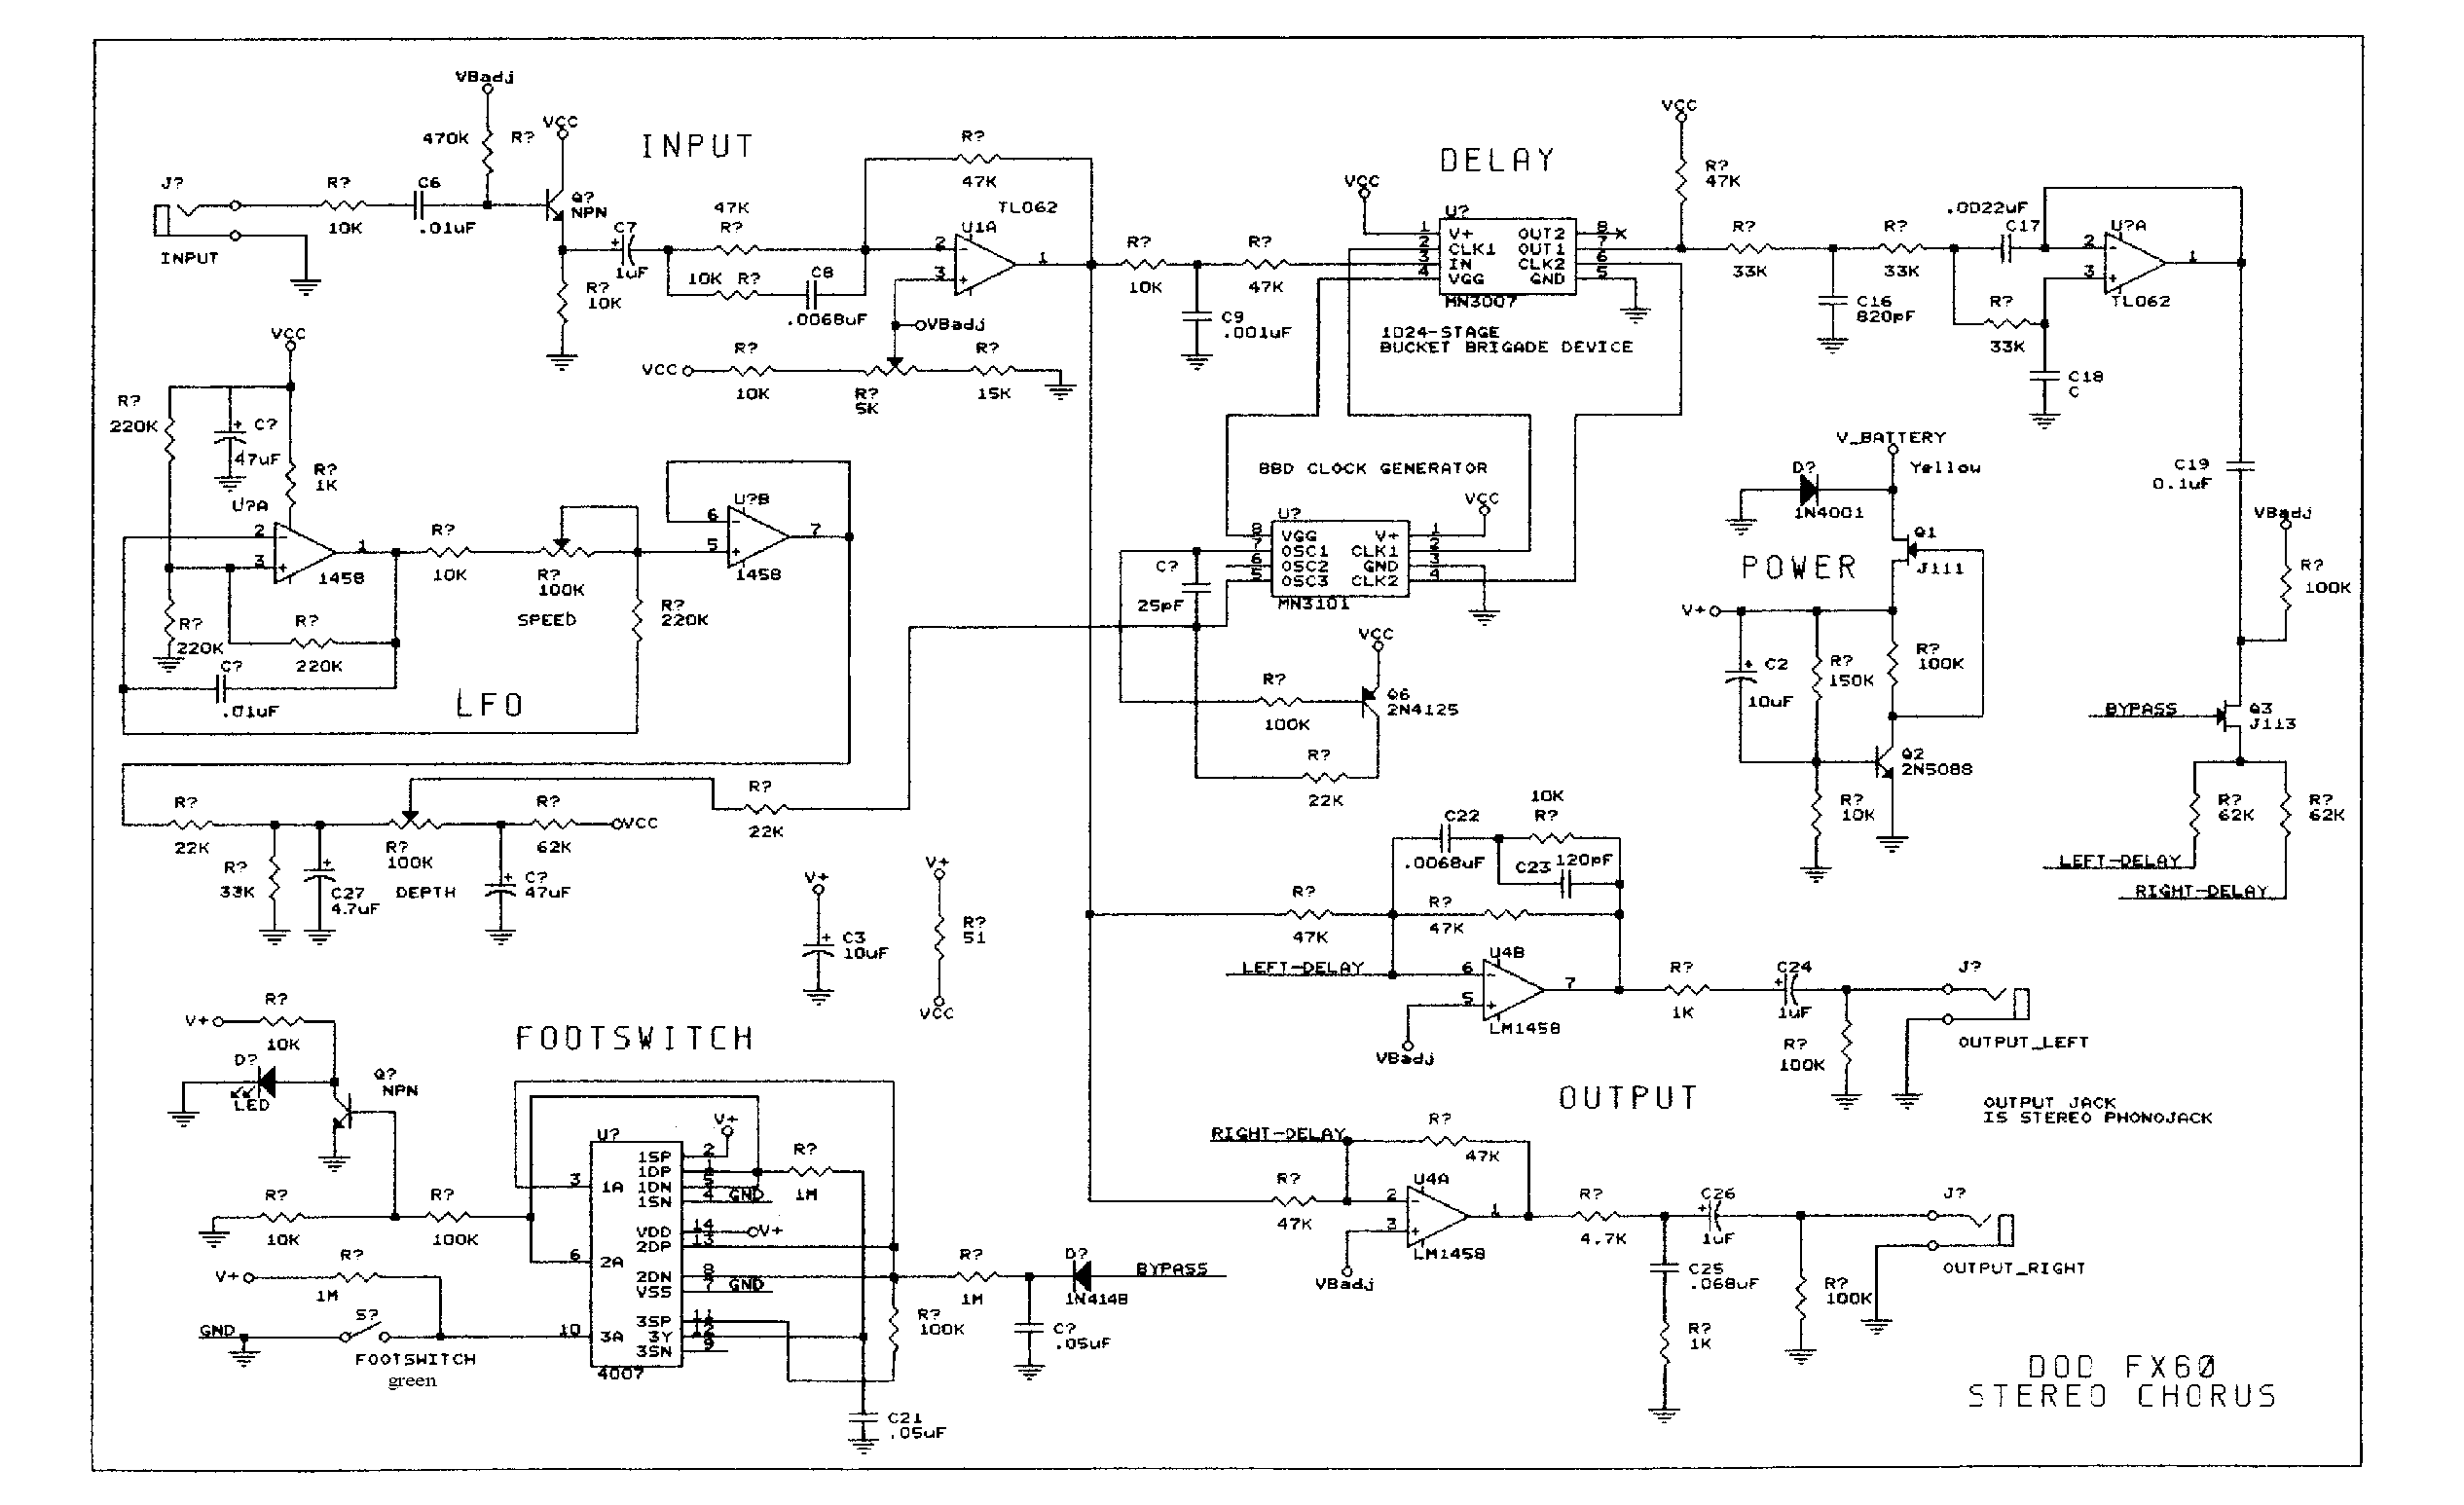 VBadj
470K R?
VCC
INPUT
R?
47K
TL062
DELAY
VCC
R?
47K
J?
INPUT
R?
10K
C6
.01uF
Q?
NPN
C7
1uF
47K
R?
R?
10K
10K R?
C8
.0068uF
U1A
2
3
1
VBadj
VCC
R?
10K
R?
5K
R?
15K
R?
10K
C9
.001uF
R?
47K
VCC
U?
1 V+ OUT2 8
2 CLK1 OUT1 7
3 IN CLK2 6
4 VGG GND 5
MN3007
1024-STAGE
BUCKET BRIGADE DEVICE
R?
33K
C16
820pF
R?
33K
.0022uF
C17
R?
33K
C18
C
U?A
2
3
1
TL062
VCC
R?
220K
C?
47uF
R?
1K
U?A
2
3
1
1458
R?
220K
R?
220K
C?
.01uF
LFO
R?
10K
R?
100K
SPEED
R?
220K
U?B
6
5
7
1458
BBD CLOCK GENERATOR
VCC
U?
8 VGG V+ 1
7 OSC1 CLK1 2
6 OSC2 GND 3
5 OSC3 CLK2 4
MN3101
C?
25pF
VCC
R?
100K
Q6
2N4125
R?
22K
V_BATTERY
Yellow
D?
1N4001
Q1
J111
POWER
V+
C2
10uF
R?
150K
R?
100K
Q2
2N5088
R?
10K
C19
0.1uF
VBadj
R?
100K
BYPASS
Q3
J113
R?
62K
R?
62K
LEFT-DELAY
RIGHT-DELAY
R?
22K
R?
33K
C27
4.7uF
R?
100K
DEPTH
C?
47uF
R?
62K
VCC
R?
22K
V+
C3
10uF
V+
R?
51
VCC
C22
.0068uF
10K
R?
C23
120pF
R?
47K
R?
47K
LEFT-DELAY
U4B
6
5
7
LM1458
VBadj
R?
1K
C24
1uF
R?
100K
J?
OUTPUT_LEFT
OUTPUT
OUTPUT JACK
IS STEREO PHONOJACK
V+
R?
10K
D?
LED
Q?
NPN
FOOTSWITCH
R?
10K
R?
100K
V+
R?
1M
GND
S?
FOOTSWITCH
green
U?
V+
3 1A
6 2A
10 3A
1SP 2
1DP 1
1DN 5
1SN 4 GND
VDD 14 V+
2DP 13
2DN 8
VSS 7 GND
3SP 11
3Y 12
3SN 9
4007
R?
1M
R?
100K
C21
.05uF
R?
1M
C?
.05uF
D?
1N4148
BYPASS
RIGHT-DELAY
R?
47K
R?
47K
U4A
2
3
1
LM1458
VBadj
R?
4.7K
C25
.068uF
R?
1K
C26
1uF
R?
100K
J?
OUTPUT_RIGHT
DOD FX60
STEREO CHORUS